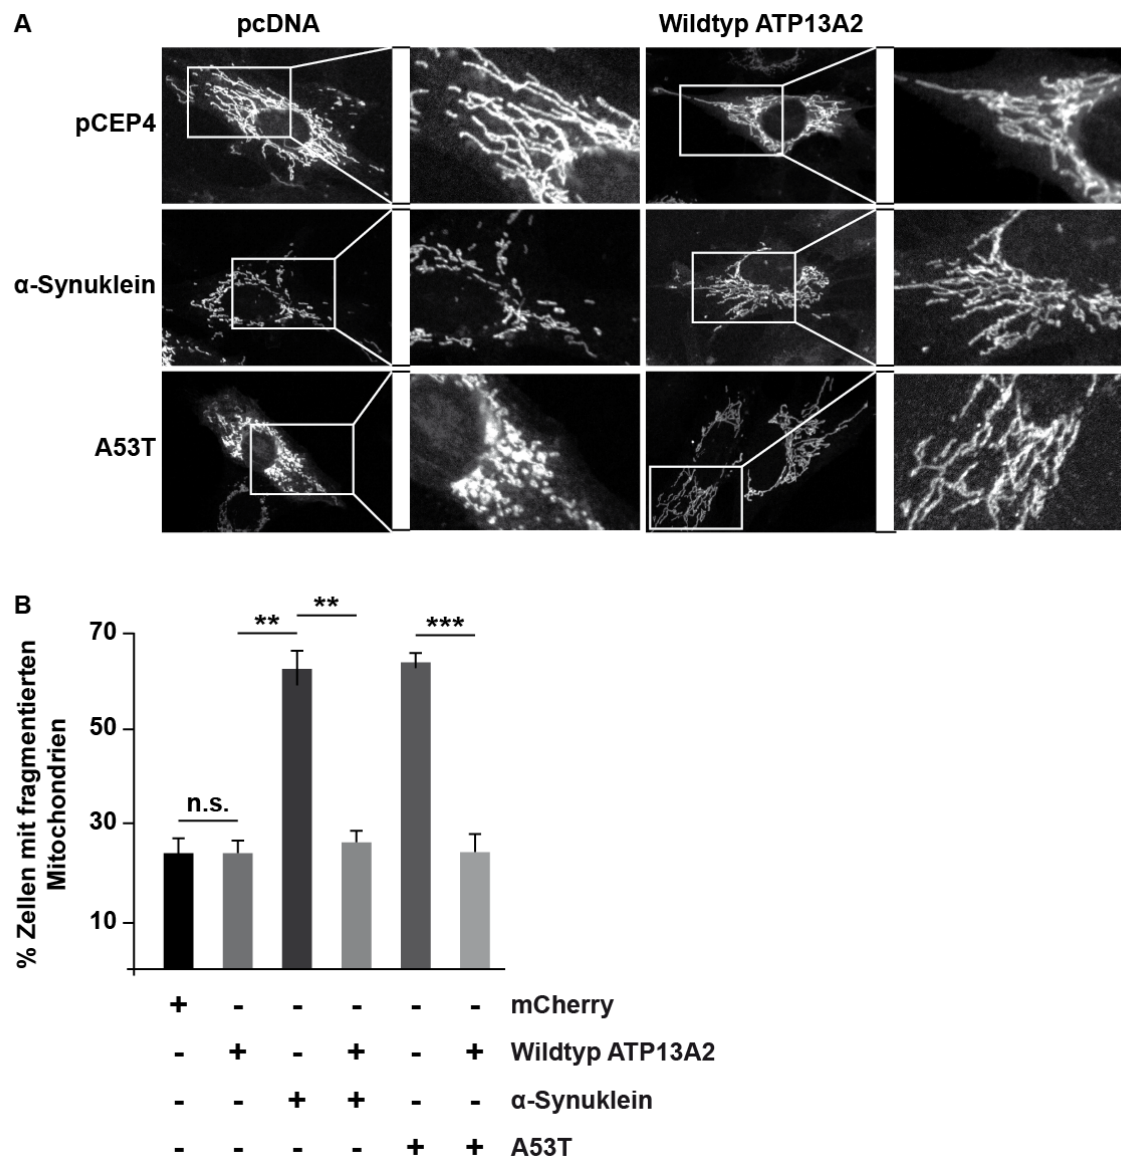 A
pcDNA
Wildtyp ATP13A2
pCEP4
α-Synuklein
A53T
B
% Zellen mit fragmentierten
Mitochondrien
70
50
30
10
n.s.
**
**
***
+ - - - - - mCherry
- + - + - + Wildtyp ATP13A2
- - + + - - α-Synuklein
- - - - + + A53T